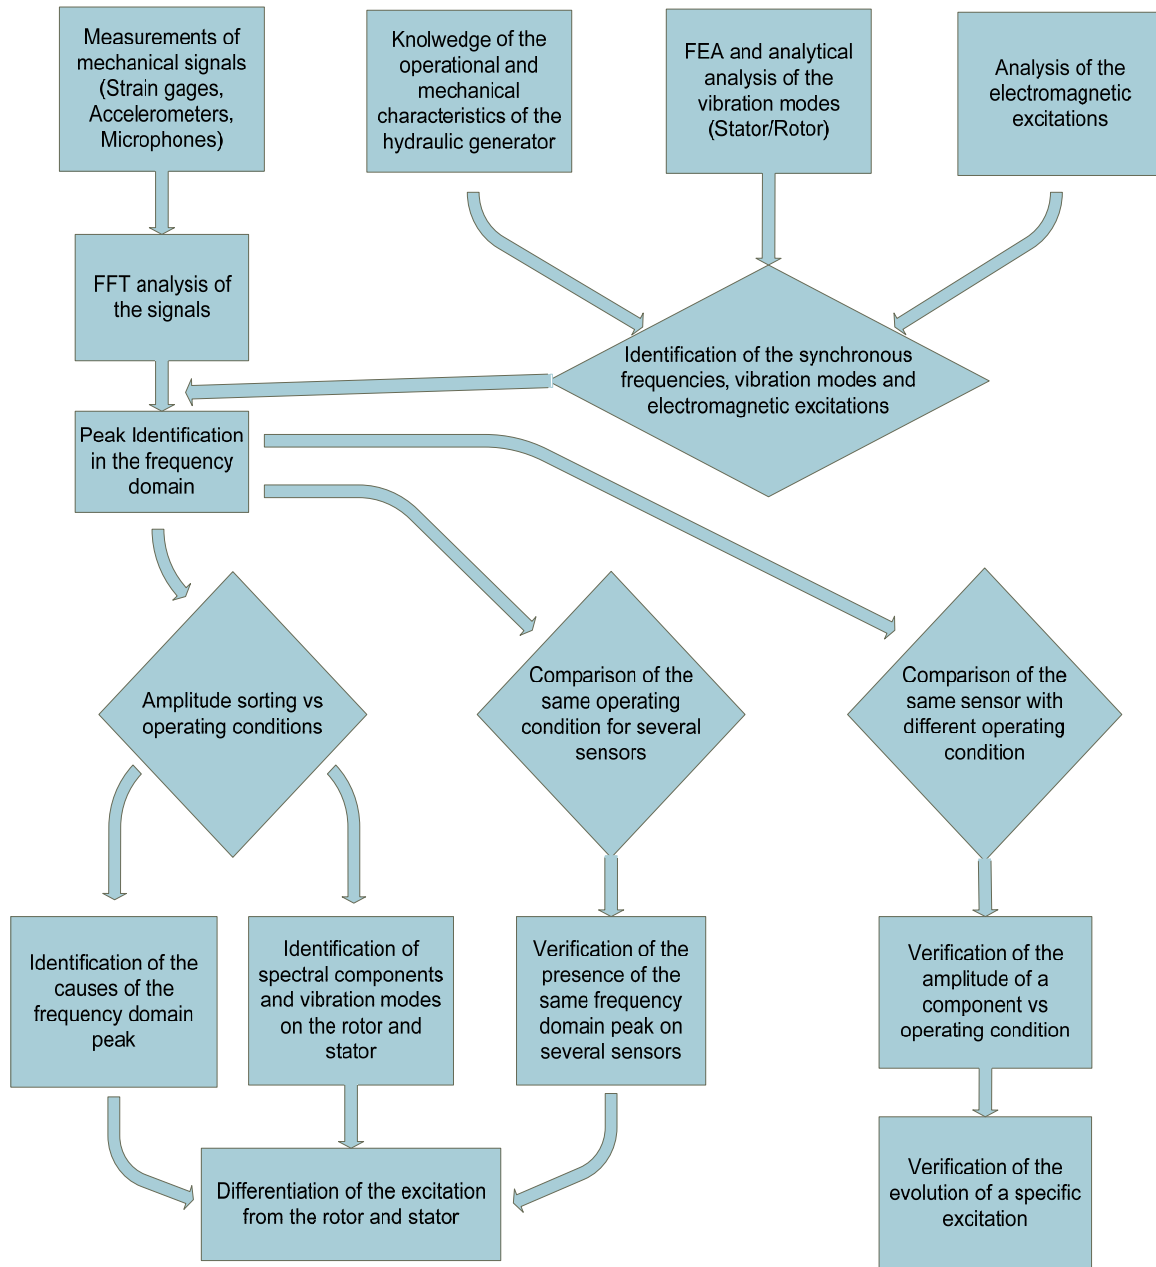 Measurements of
mechanical signals
(Strain gages,
Accelerometers,
Microphones)
Knolwedge of the
operational and
mechanical
characteristics of the
hydraulic generator
FEA and analytical
analysis of the
vibration modes
(Stator/Rotor)
Analysis of the
electromagnetic
excitations
FFT analysis of
the signals
Identification of the synchronous
frequencies, vibration modes and
electromagnetic excitations
Peak Identification
in the frequency
domain
Amplitude sorting vs
operating conditions
Comparison of the
same operating
condition for several
sensors
Comparison of the
same sensor with
different operating
condition
Identification of the
causes of the
frequency domain
peak
Identification of
spectral components
and vibration modes
on the rotor and
stator
Verification of the
presence of the
same frequency
domain peak on
several sensors
Verification of the
amplitude of a
component vs
operating condition
Differentiation of the excitation
from the rotor and stator
Verification of the
evolution of a specific
excitation